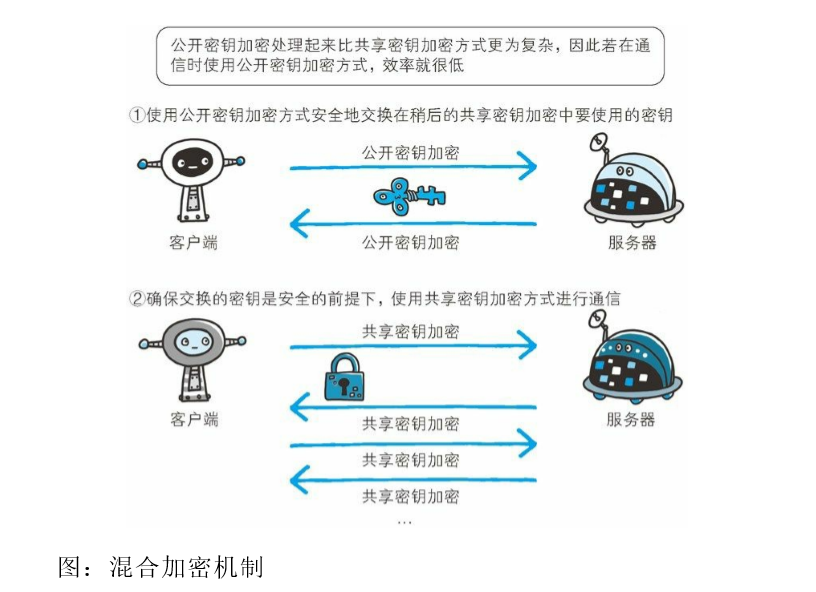 公开密钥加密处理起来比共享密钥加密方式更为复杂，因此若在通
信时使用公开密钥加密方式，效率就很低
①使用公开密钥加密方式安全地交换在稍后的共享密钥加密中要使用的密钥
公开密钥加密
公开密钥加密
客户端
服务器
②确保交换的密钥是安全的前提下，使用共享密钥加密方式进行通信
共享密钥加密
客户端
服务器
共享密钥加密
共享密钥加密
共享密钥加密
…
图：混合加密机制